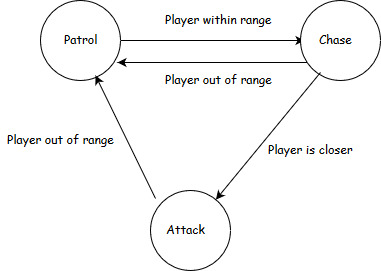 Player within range
Patrol
Chase
Player out of range
Player out of range
Player is closer
Attack